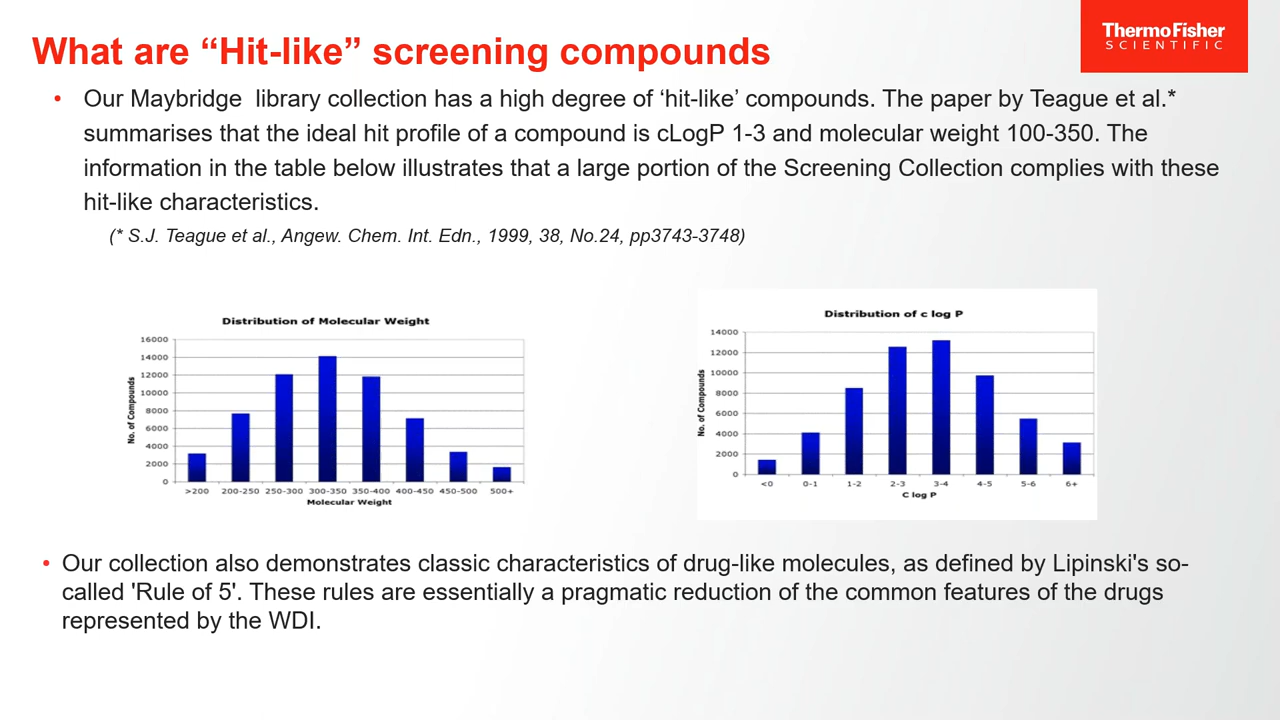 What are “Hit-like” screening compounds
ThermoFisher
SCIENTIFIC
• Our Maybridge  library collection has a high degree of ‘hit-like’ compounds. The paper by Teague et al.*
summarises that the ideal hit profile of a compound is cLogP 1-3 and molecular weight 100-350. The
information in the table below illustrates that a large portion of the Screening Collection complies with these
hit-like characteristics.
(* S.J. Teague et al., Angew. Chem. Int. Edn., 1999, 38, No.24, pp3743-3748)
Distribution of Molecular Weight
No. of Compounds
16000
14000
12000
10000
8000
6000
4000
2000
0
>200 200-250 250-300 300-350 350-400 400-450 450-500 500+
Molecular Weight
Distribution of c log P
No. of Compounds
14000
12000
10000
8000
6000
4000
2000
0
<0 0-1 1-2 2-3 3-4 4-5 5-6 6+
C log P
• Our collection also demonstrates classic characteristics of drug-like molecules, as defined by Lipinski's so-
called 'Rule of 5'. These rules are essentially a pragmatic reduction of the common features of the drugs
represented by the WDI.